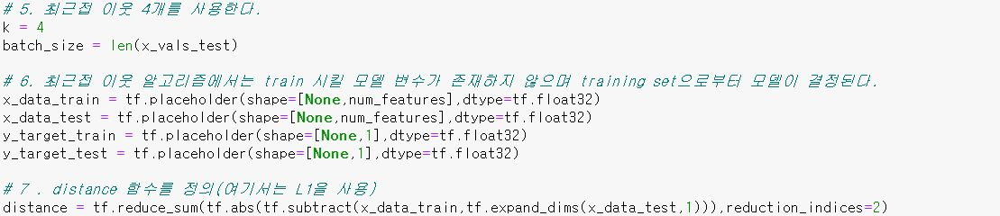 # 5. 최근접 이웃 4개를 사용한다.
k = 4
batch_size = len(x_vals_test)
# 6. 최근접 이웃 알고리즘에서는 train 시킬 모델 변수가 존재하지 않으며 training set으로부터 모델이 결정된다.
x_data_train = tf.placeholder(shape=[None,num_features],dtype=tf.float32)
x_data_test = tf.placeholder(shape=[None,num_features],dtype=tf.float32)
y_target_train = tf.placeholder(shape=[None,1],dtype=tf.float32)
y_target_test = tf.placeholder(shape=[None,1],dtype=tf.float32)
# 7 . distance 함수를 정의(여기서는 L1을 사용)
distance = tf.reduce_sum(tf.abs(tf.subtract(x_data_train,tf.expand_dims(x_data_test,1))),reduction_indices=2)